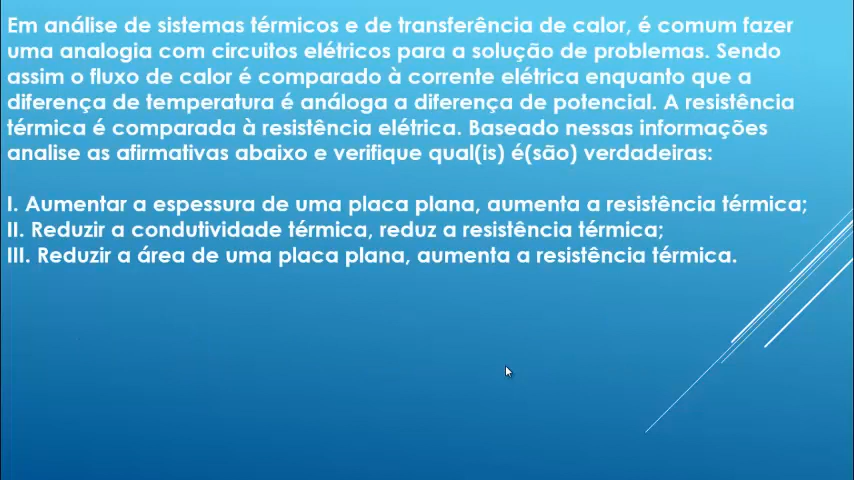 Em análise de sistemas térmicos e de transferência de calor, é comum fazer
uma analogia com circuitos elétricos para a solução de problemas. Sendo
assim o fluxo de calor é comparado à corrente elétrica enquanto que a
diferença de temperatura é análoga a diferença de potencial. A resistência
térmica é comparada à resistência elétrica. Baseado nessas informações
analise as afirmativas abaixo e verifique qual(is) é(são) verdadeiras:
I. Aumentar a espessura de uma placa plana, aumenta a resistência térmica;
II. Reduzir a condutividade térmica, reduz a resistência térmica;
III. Reduzir a área de uma placa plana, aumenta a resistência térmica.